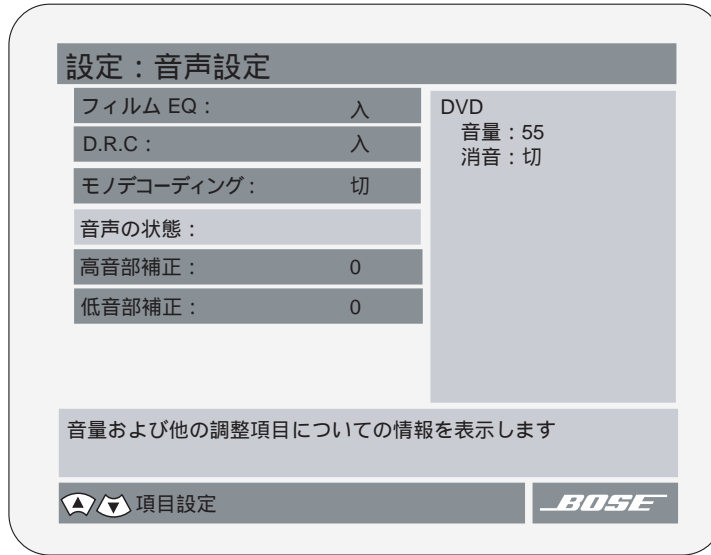 設定：音声設定
フィルム EQ： 入
D.R.C： 入
モノデコーディング： 切
音声の状態：
高音部補正： 0
低音部補正： 0
DVD
音量：55
消音：切
音量および他の調整項目についての情報を表示します
項目設定
BOSE